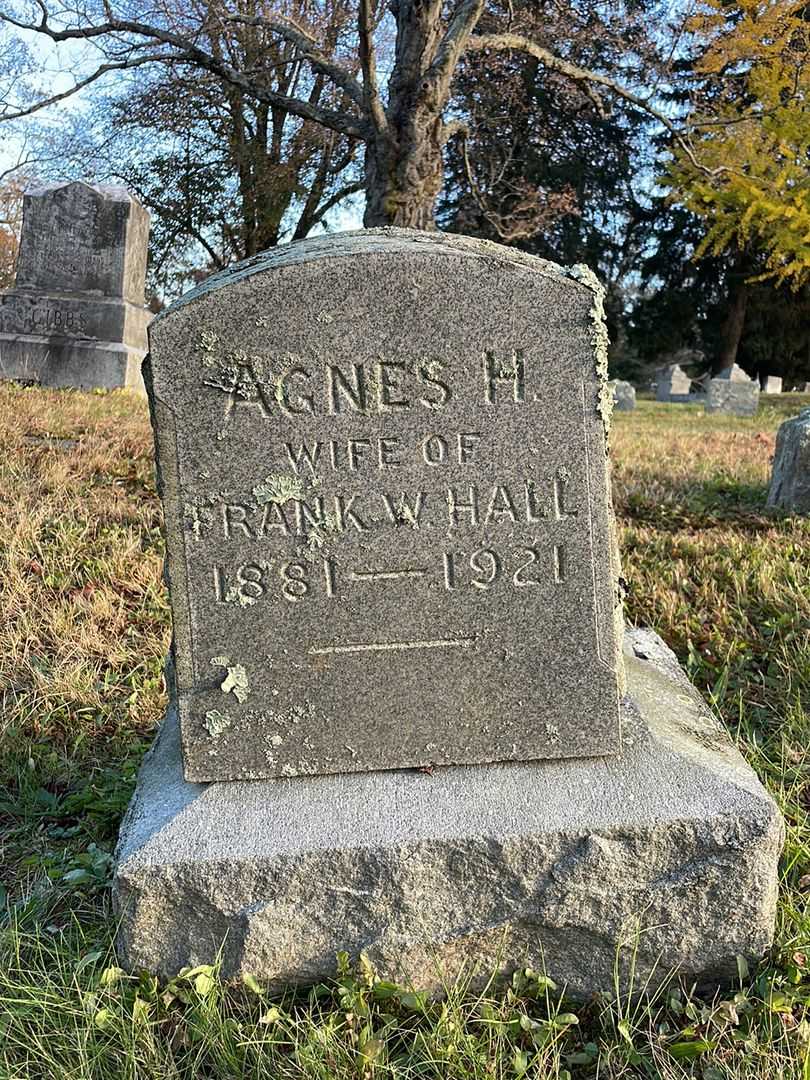 GIBBS
AGNES H.
WIFE OF
FRANK W. HALL
1881 — 1921